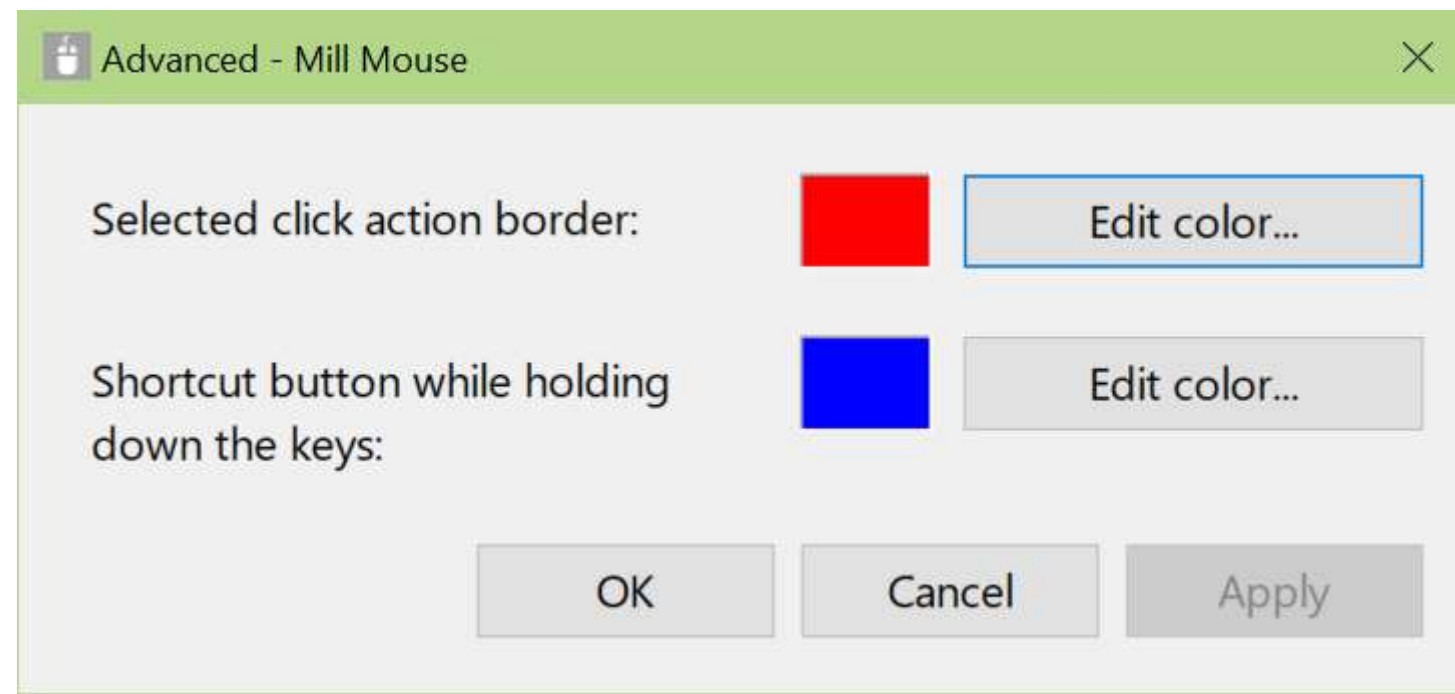 Advanced - Mill Mouse
Selected click action border:
Edit color...
Shortcut button while holding
down the keys:
Edit color...
OK
Cancel
Apply